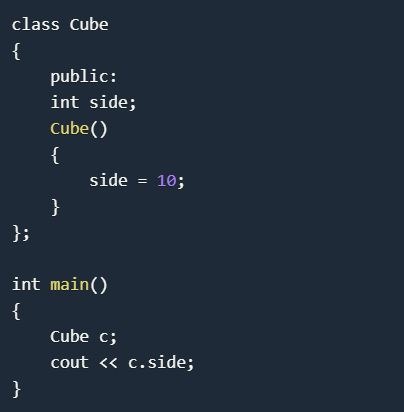 class Cube
{
    public:
    int side;
    Cube()
    {
        side = 10;
    }
};

int main()
{
    Cube c;
    cout << c.side;
}